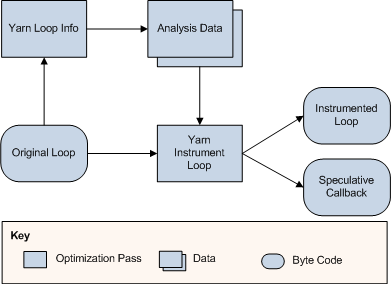 Yarn Loop Info
Analysis Data
Original Loop
Yarn
Instrument
Loop
Instrumented
Loop
Speculative
Callback
Key
Optimization Pass
Data
Byte Code